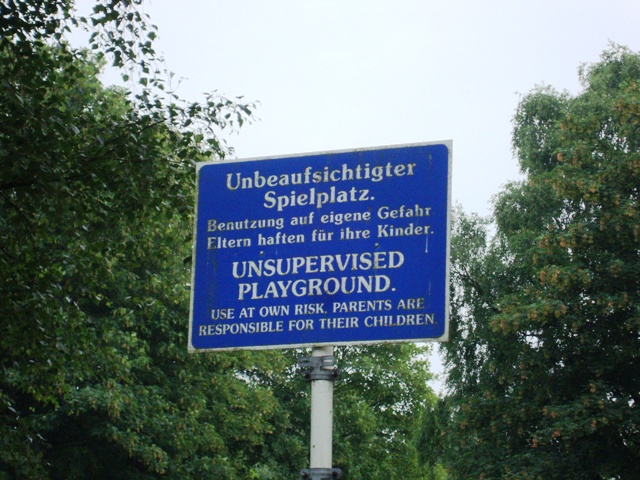 Unbeaufsichtigter
Spielplatz.
Benutzung auf eigene Gefahr
Eltern haften für ihre Kinder.
UNSUPERVISED
PLAYGROUND.
USE AT OWN RISK. PARENTS ARE
RESPONSIBLE FOR THEIR CHILDREN.